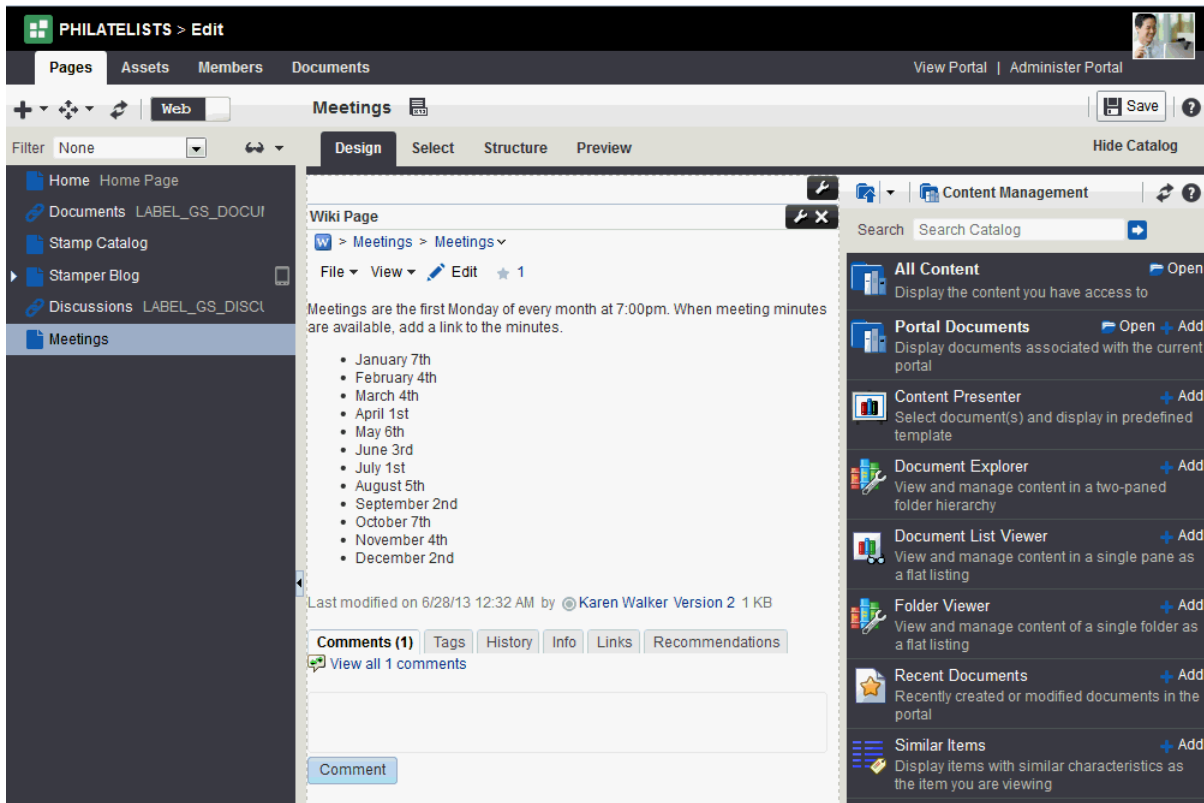 PHILATELISTS > Edit
Pages Assets Members Documents
View Portal | Administer Portal
Web
Meetings
Save
Filter None
Design Select Structure Preview
Hide Catalog
Home Home Page
Documents LABEL_GS_DOCUI
Stamp Catalog
Stamper Blog
Discussions LABEL_GS_DISCU
Meetings
Wiki Page
W > Meetings > Meetings
File View Edit 1
Meetings are the first Monday of every month at 7:00pm. When meeting minutes
are available, add a link to the minutes.
• January 7th
• February 4th
• March 4th
• April 1st
• May 6th
• June 3rd
• July 1st
• August 5th
• September 2nd
• October 7th
• November 4th
• December 2nd
Last modified on 6/28/13 12:32 AM by Karen Walker Version 2 1 KB
Comments (1) Tags History Info Links Recommendations
View all 1 comments
Comment
Content Management
Search Search Catalog
All Content Open
Display the content you have access to
Portal Documents Open Add
Display documents associated with the current
portal
Content Presenter Add
Select document(s) and display in predefined
template
Document Explorer Add
View and manage content in a two-paned
folder hierarchy
Document List Viewer Add
View and manage content in a single pane as
a flat listing
Folder Viewer Add
View and manage content of a single folder as
a flat listing
Recent Documents Add
Recently created or modified documents in the
portal
Similar Items Add
Display items with similar characteristics as
the item you are viewing